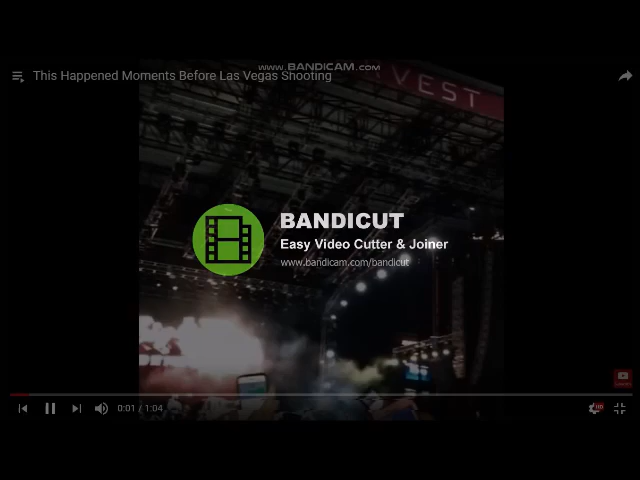 www.BANDICAM.com
This Happened Moments Before Las Vegas Shooting
VEST
BANDICUT
Easy Video Cutter & Joiner
www.bandicam.com/bandicut
0:01 / 1:04
HD